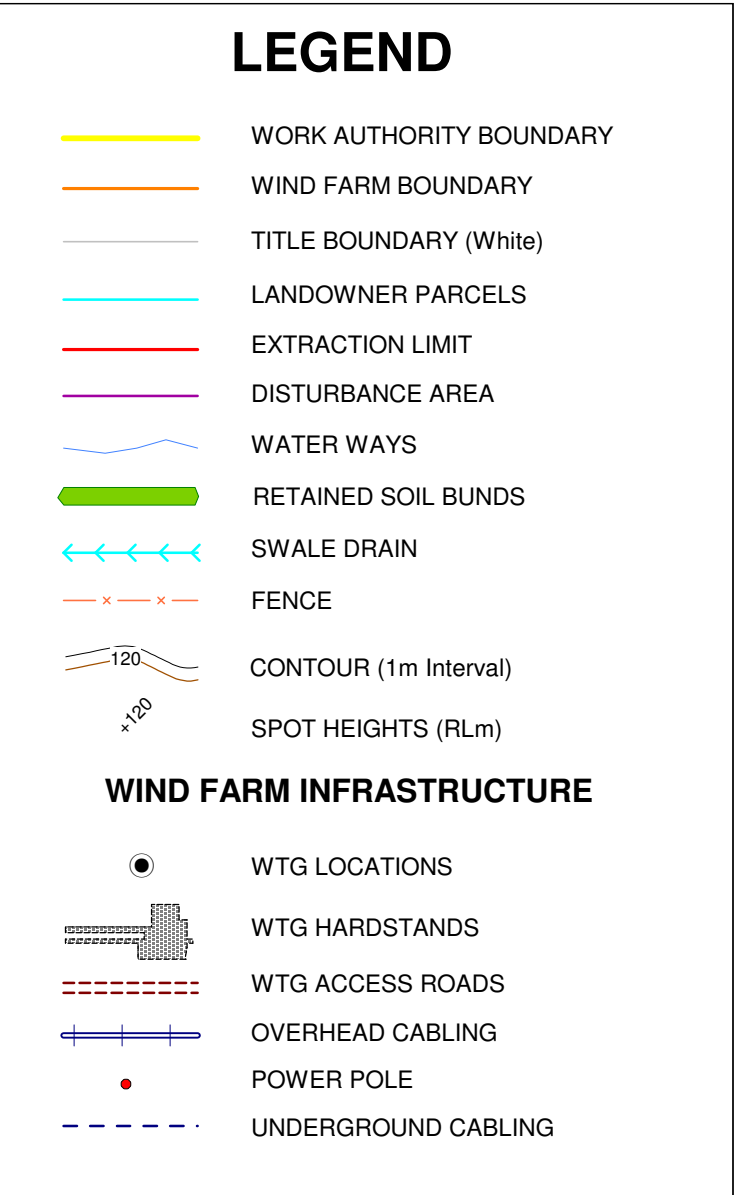 LEGEND
WORK AUTHORITY BOUNDARY
WIND FARM BOUNDARY
TITLE BOUNDARY (White)
LANDOWNER PARCELS
EXTRACTION LIMIT
DISTURBANCE AREA
WATER WAYS
RETAINED SOIL BUNDS
SWALE DRAIN
FENCE
120 CONTOUR (1m Interval)
+120 SPOT HEIGHTS (RLm)
WIND FARM INFRASTRUCTURE
WTG LOCATIONS
WTG HARDSTANDS
WTG ACCESS ROADS
OVERHEAD CABLING
POWER POLE
UNDERGROUND CABLING